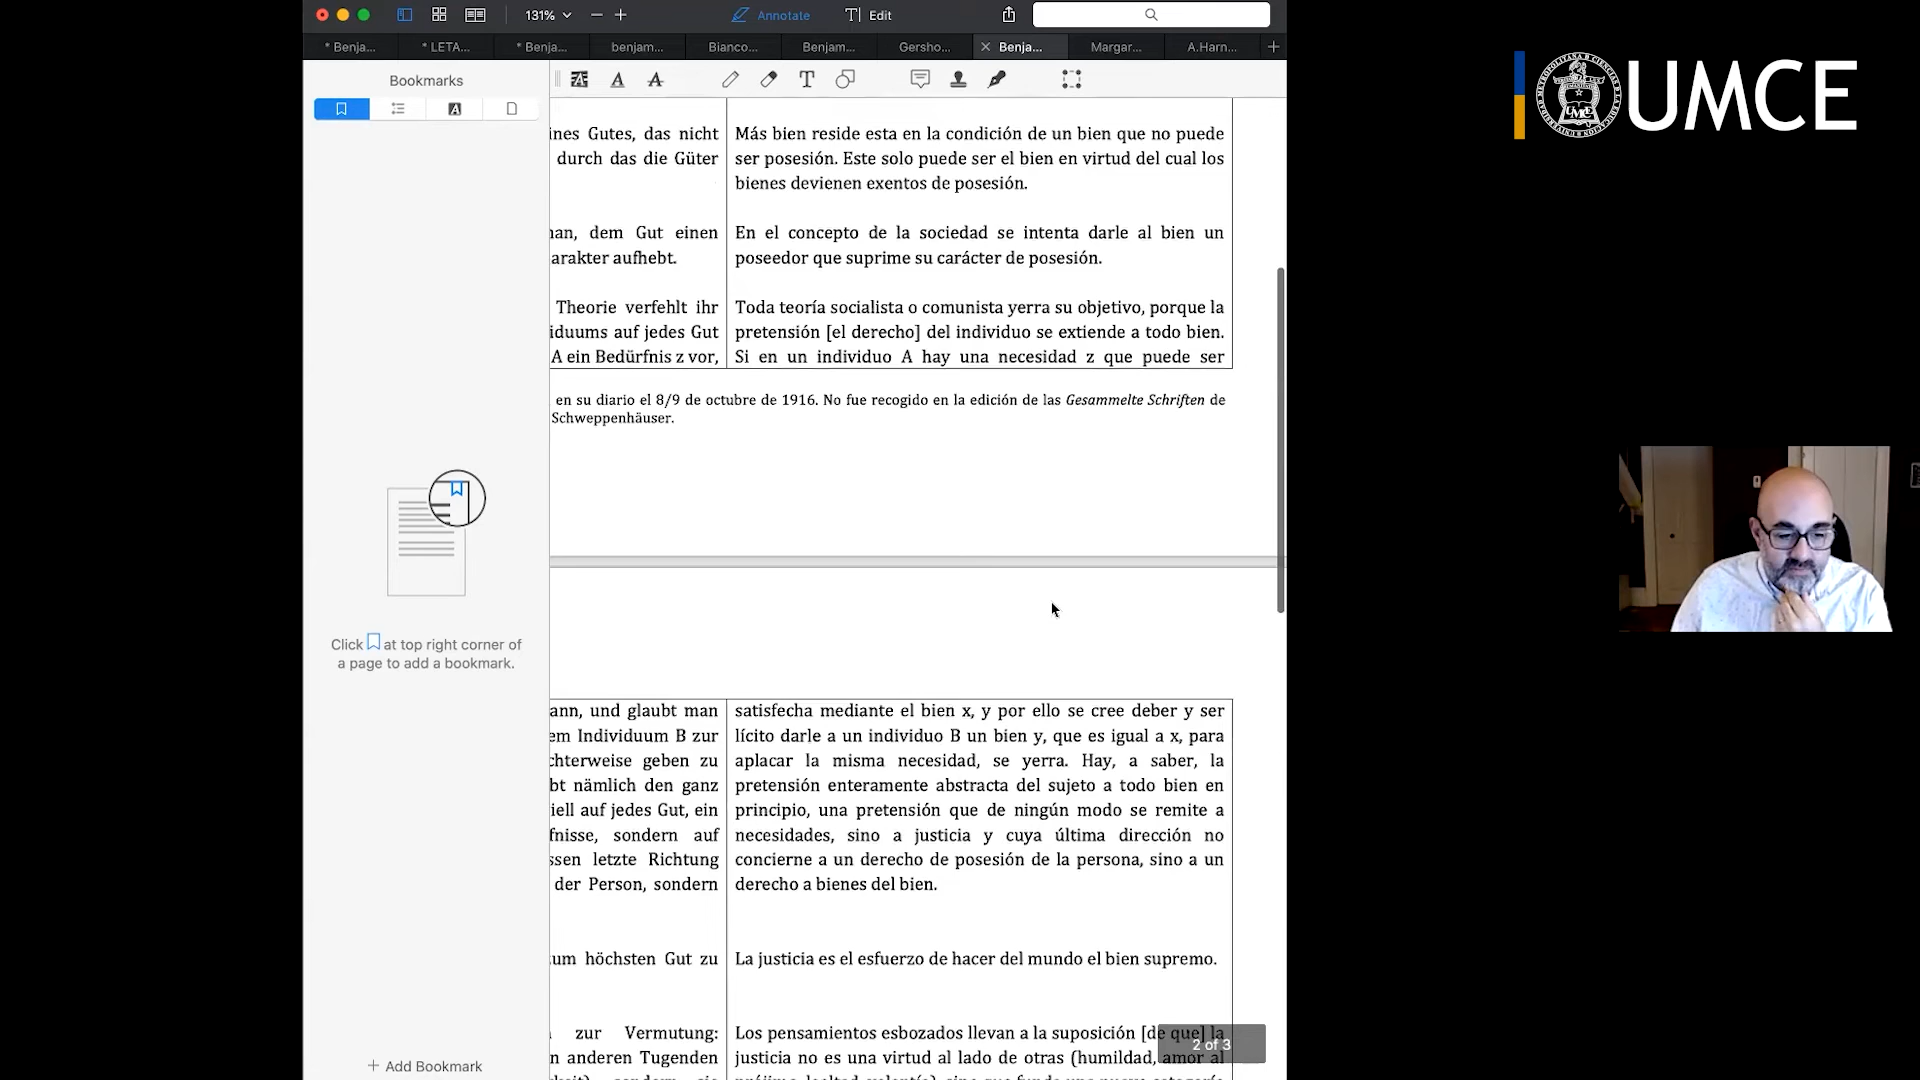 131%
Annotate
Edit
* Benja...
* LETA...
* Benja...
benjam...
Bianco...
Benjam...
Gersho...
Benja...
Margar...
A.Harn...
Bookmarks
UMCE
ines Gutes, das nicht
durch das die Güter
nan, dem Gut einen
arakter aufhebt.
Theorie verfehlt ihr
iduums auf jedes Gut
A ein Bedürfnis z vor,
Más bien reside esta en la condición de un bien que no puede
ser posesión. Este solo puede ser el bien en virtud del cual los
bienes devienen exentos de posesión.
En el concepto de la sociedad se intenta darle al bien un
poseedor que suprime su carácter de posesión.
Toda teoría socialista o comunista yerra su objetivo, porque la
pretensión [el derecho] del individuo se extiende a todo bien.
Si en un individuo A hay una necesidad z que puede ser
en su diario el 8/9 de octubre de 1916. No fue recogido en la edición de las Gesammelte Schriften de
Schweppenhäuser.
Click at top right corner of
a page to add a bookmark.
ann, und glaubt man
em Individuum B zur
chterweise geben zu
bt nämlich den ganz
iell auf jedes Gut, ein
fnisse, sondern auf
ssen letzte Richtung
der Person, sondern
zum höchsten Gut zu
zur Vermutung:
n anderen Tugenden
satisfecha mediante el bien x, y por ello se cree deber y ser
lícito darle a un individuo B un bien y, que es igual a x, para
aplacar la misma necesidad, se yerra. Hay, a saber, la
pretensión enteramente abstracta del sujeto a todo bien en
principio, una pretensión que de ningún modo se remite a
necesidades, sino a justicia y cuya última dirección no
concierne a un derecho de posesión de la persona, sino a un
derecho a bienes del bien.
La justicia es el esfuerzo de hacer del mundo el bien supremo.
Los pensamientos esbozados llevan a la suposición [de que] la
justicia no es una virtud al lado de otras (humildad, amor al
2 of 3
+ Add Bookmark